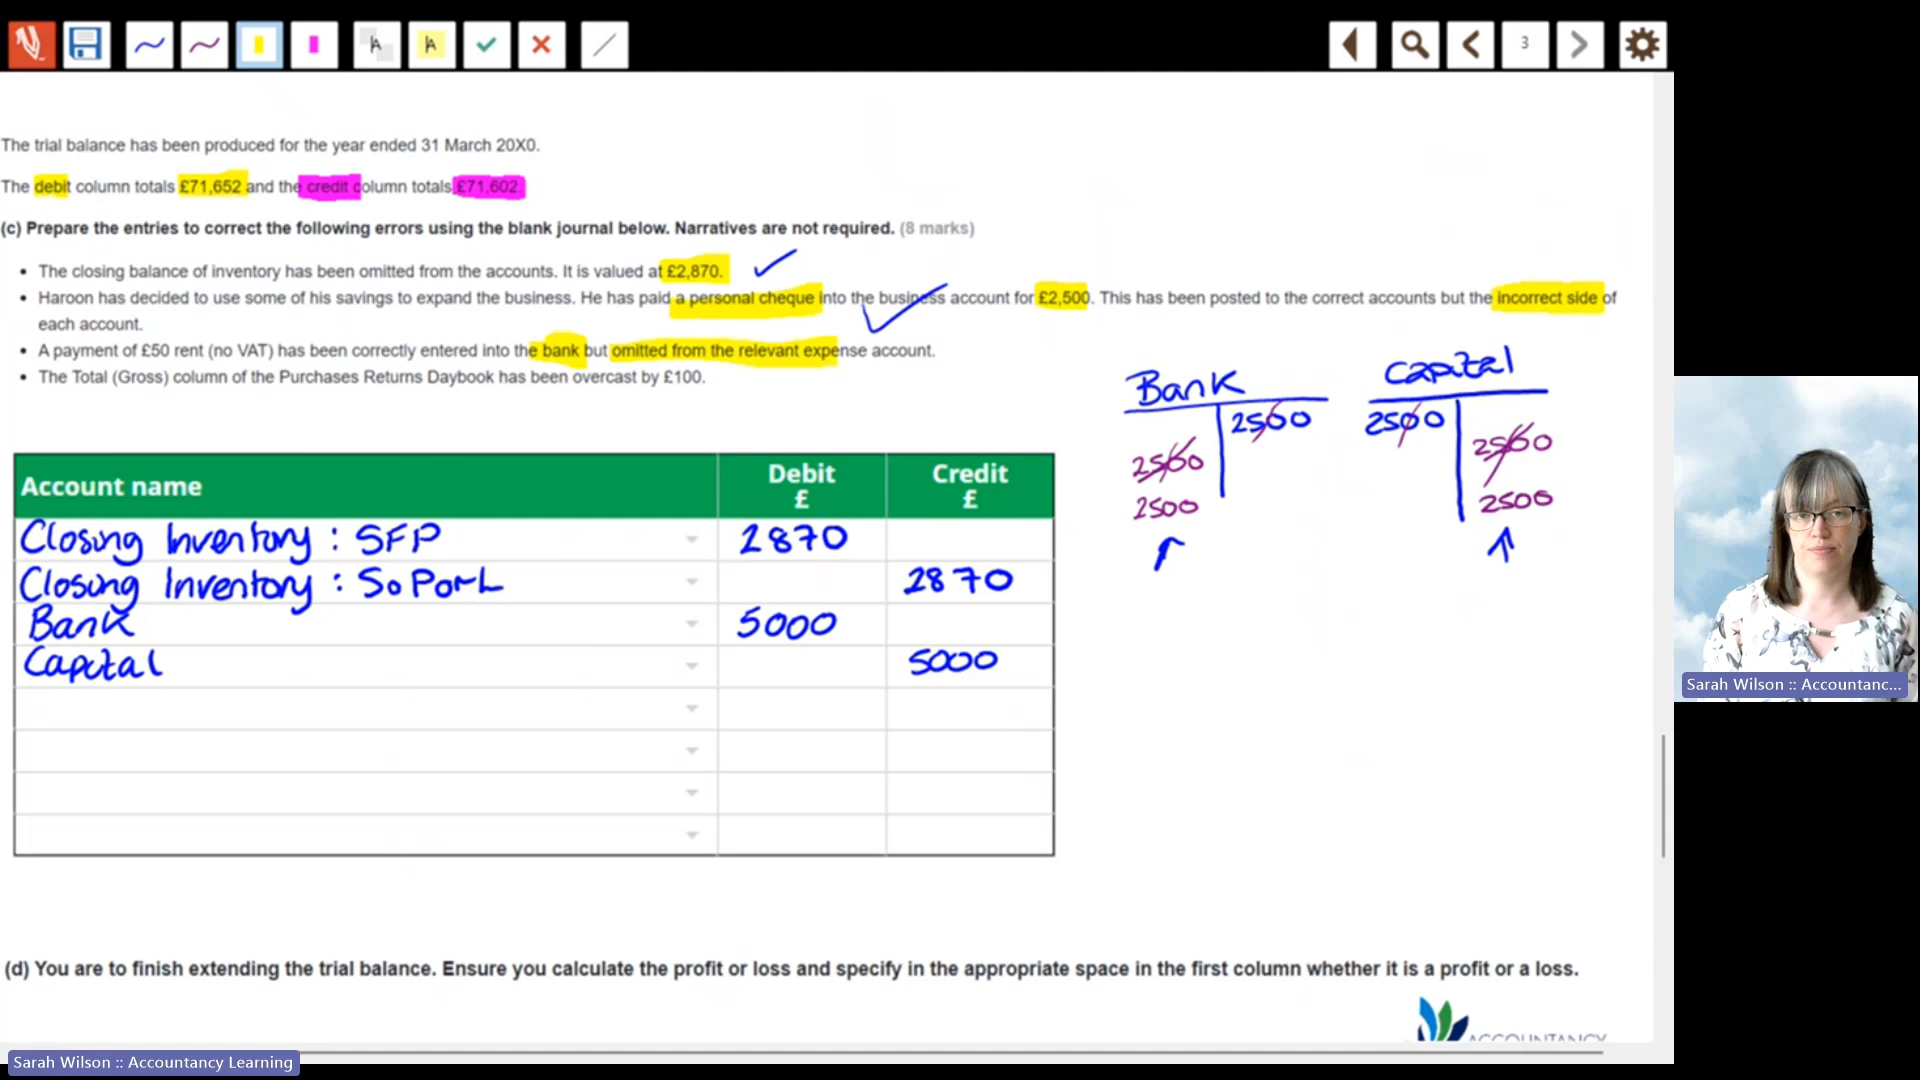 3
The trial balance has been produced for the year ended 31 March 20X0.
The debit column totals £71,652 and the credit column totals £71,602.
(c) Prepare the entries to correct the following errors using the blank journal below. Narratives are not required. (8 marks)
• The closing balance of inventory has been omitted from the accounts. It is valued at £2,870.
• Haroon has decided to use some of his savings to expand the business. He has paid a personal cheque into the business account for £2,500. This has been posted to the correct accounts but the incorrect side of
each account.
• A payment of £50 rent (no VAT) has been correctly entered into the bank but omitted from the relevant expense account.
• The Total (Gross) column of the Purchases Returns Daybook has been overcast by £100.
Bank Capital
2500 2500
2500 2500
2500 2500
Account name Debit £ Credit £
Closing Inventory : SFP 2870
Closing Inventory : SoPorL 2870
Bank 5000
Capital 5000
(d) You are to finish extending the trial balance. Ensure you calculate the profit or loss and specify in the appropriate space in the first column whether it is a profit or a loss.
ACCOUNTANCY
Sarah Wilson :: Accountanc...
Sarah Wilson :: Accountancy Learning